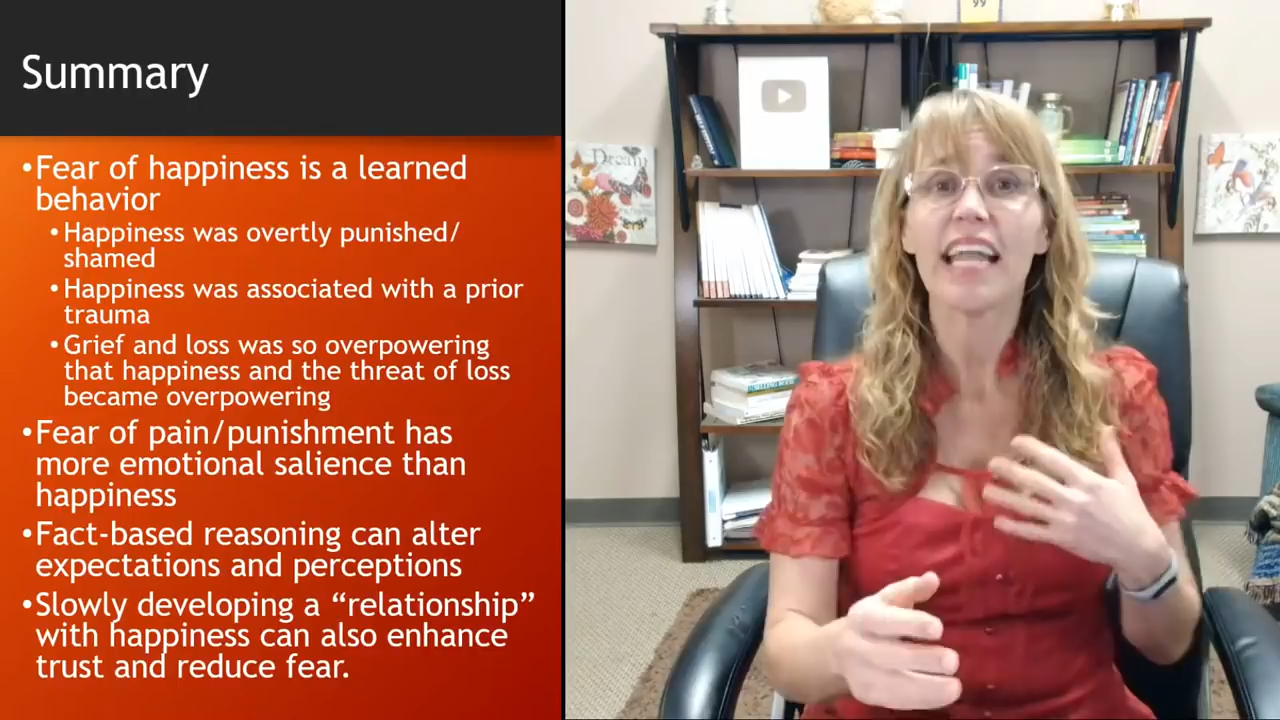 Summary
•Fear of happiness is a learned
behavior
•Happiness was overtly punished/
shamed
•Happiness was associated with a prior
trauma
•Grief and loss was so overpowering
that happiness and the threat of loss
became overpowering
•Fear of pain/punishment has
more emotional salience than
happiness
•Fact-based reasoning can alter
expectations and perceptions
•Slowly developing a “relationship”
with happiness can also enhance
trust and reduce fear.
Dream
99